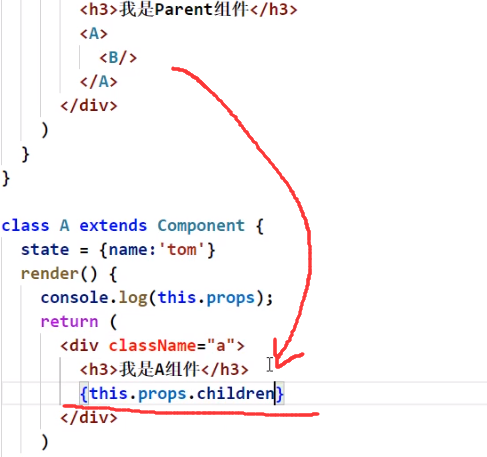 <h3>我是Parent组件</h3>
<A>
<B/>
</A>
</div>
)
}
}
class A extends Component {
state = {name:'tom'}
render() {
console.log(this.props);
return (
<div className="a">
<h3>我是A组件</h3>
{this.props.children}
</div>
)